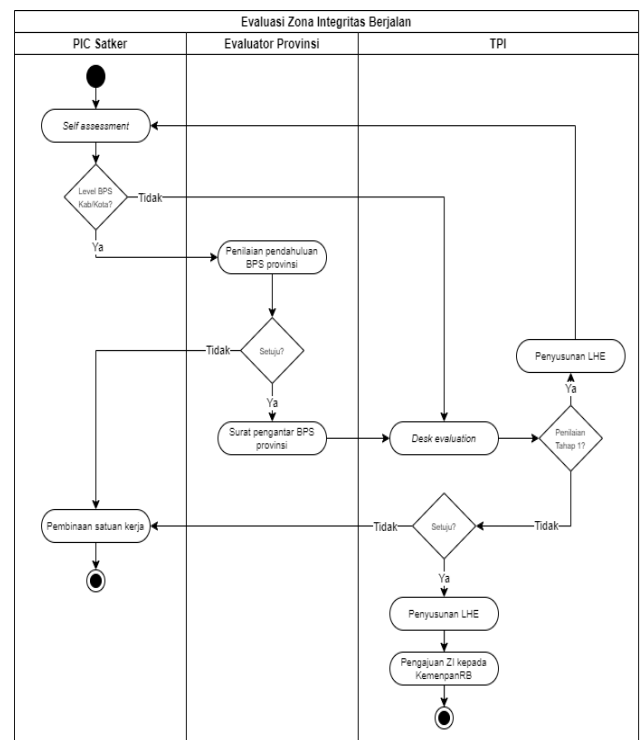 Evaluasi Zona Integritas Berjalan
PIC Satker
Evaluator Provinsi
TPI
Self assessment
Level BPS
Kab/Kota?
Tidak
Ya
Penilaian pendahuluan
BPS provinsi
Tidak
Setuju?
Ya
Surat pengantar BPS
provinsi
Desk evaluation
Penyusunan LHE
Ya
Penilaian
Tahap 1?
Tidak
Setuju?
Tidak
Pembinaan satuan kerja
Ya
Penyusunan LHE
Pengajuan ZI kepada
KemenpanRB